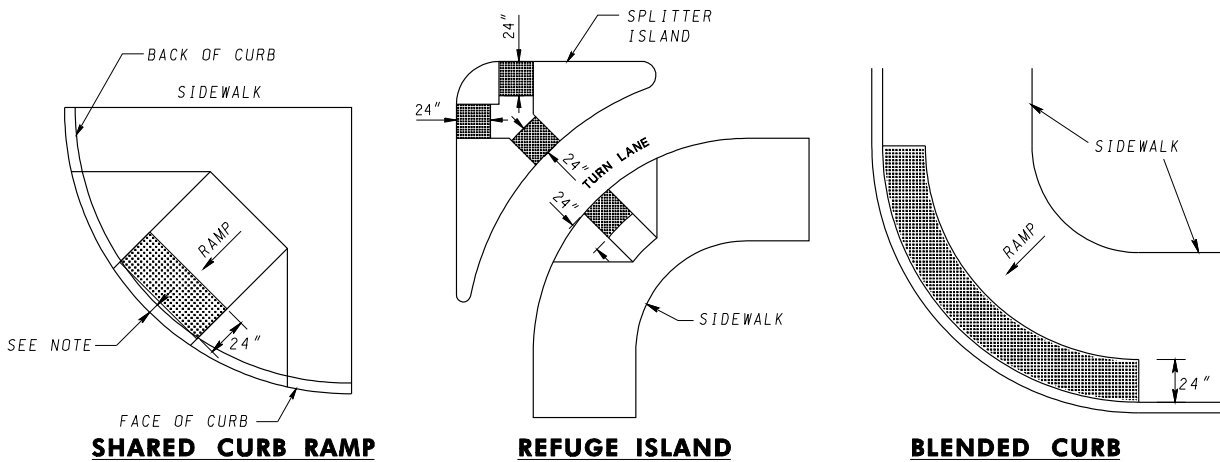 BACK OF CURB
SIDEWALK
RAMP
SEE NOTE
24"
FACE OF CURB
SHARED CURB RAMP
24"
SPLITTER
ISLAND
24"
24"
TURN LANE
24"
SIDEWALK
REFUGE ISLAND
SIDEWALK
RAMP
24"
BLENDED CURB